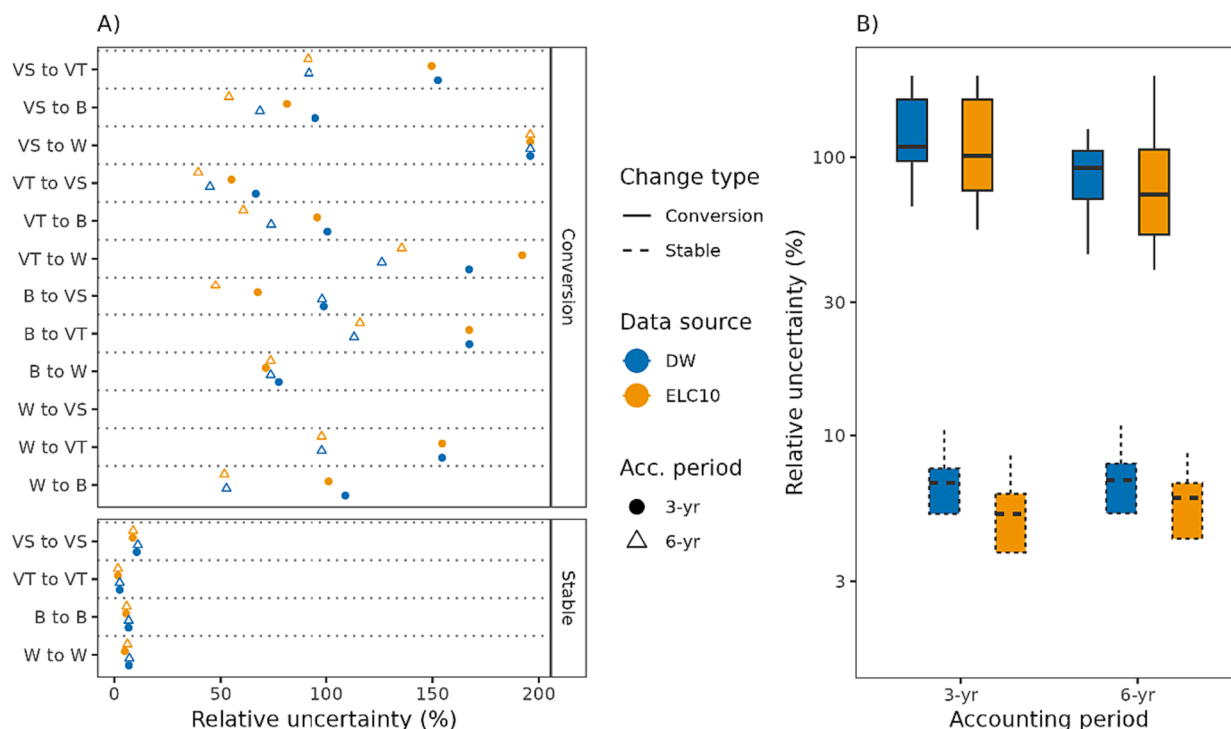 A)
VS to VT
VS to B
VS to W
VT to VS
VT to B
VT to W
B to VS
B to VT
B to W
W to VS
W to VT
W to B
Conversion
VS to VS
VT to VT
B to B
W to W
Stable
0 50 100 150 200
Relative uncertainty (%)
Change type
Conversion
Stable
Data source
DW
ELC10
Acc. period
3-yr
6-yr
B)
Relative uncertainty (%)
100
30
10
3
3-yr 6-yr
Accounting period